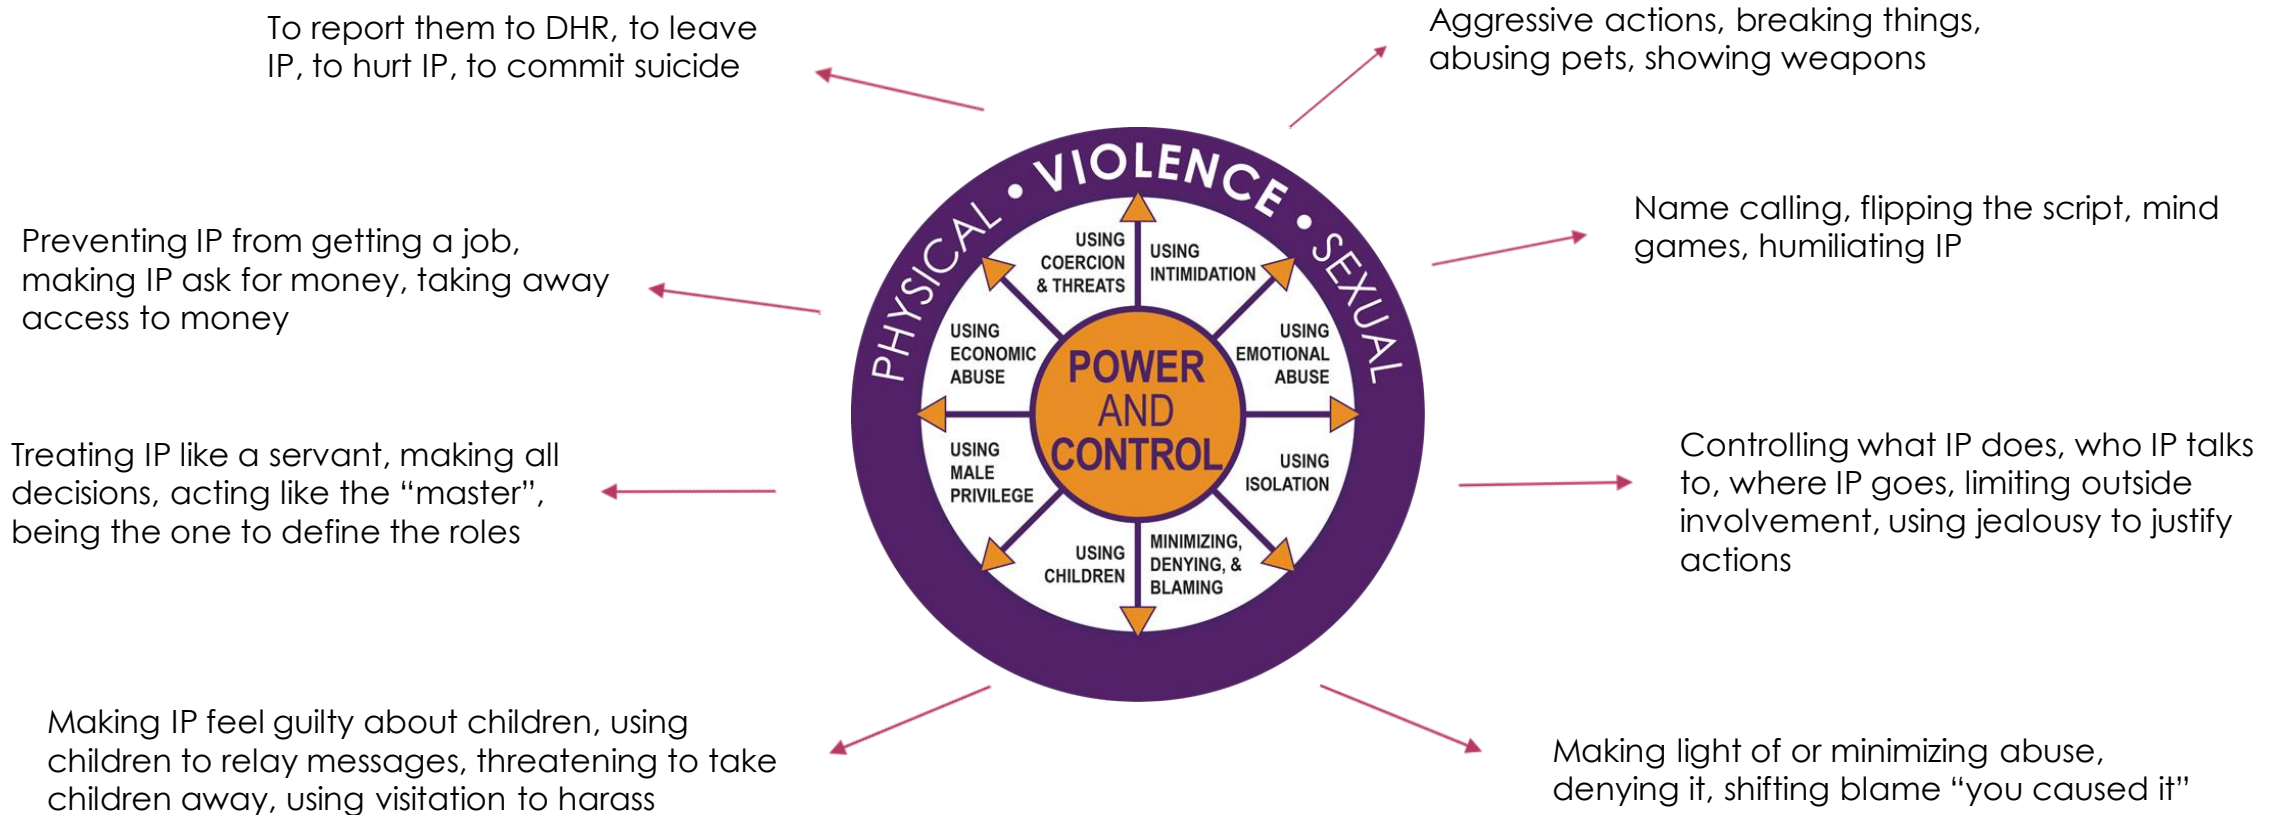 To report them to DHR, to leave
IP, to hurt IP, to commit suicide
Aggressive actions, breaking things,
abusing pets, showing weapons
Preventing IP from getting a job,
making IP ask for money, taking away
access to money
Name calling, flipping the script, mind
games, humiliating IP
Treating IP like a servant, making all
decisions, acting like the “master”,
being the one to define the roles
Controlling what IP does, who IP talks
to, where IP goes, limiting outside
involvement, using jealousy to justify
actions
Making IP feel guilty about children, using
children to relay messages, threatening to take
children away, using visitation to harass
Making light of or minimizing abuse,
denying it, shifting blame “you caused it”
PHYSICAL • VIOLENCE • SEXUAL
USING
COERCION
& THREATS
USING
INTIMIDATION
USING
ECONOMIC
ABUSE
USING
EMOTIONAL
ABUSE
POWER
AND
CONTROL
USING
MALE
PRIVILEGE
USING
ISOLATION
USING
CHILDREN
MINIMIZING,
DENYING, &
BLAMING